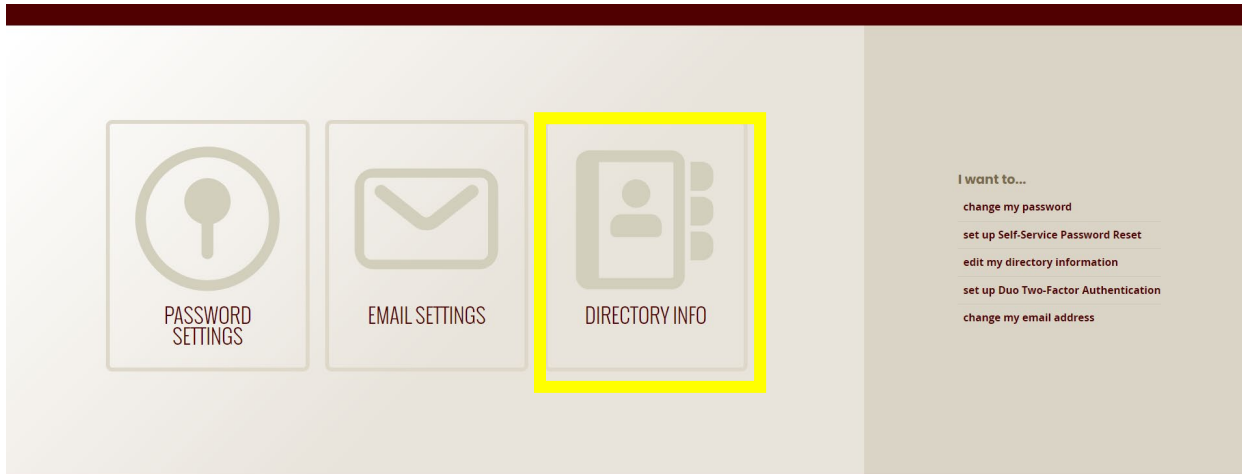 PASSWORD
SETTINGS
EMAIL SETTINGS
DIRECTORY INFO
I want to...
change my password
set up Self-Service Password Reset
edit my directory information
set up Duo Two-Factor Authentication
change my email address